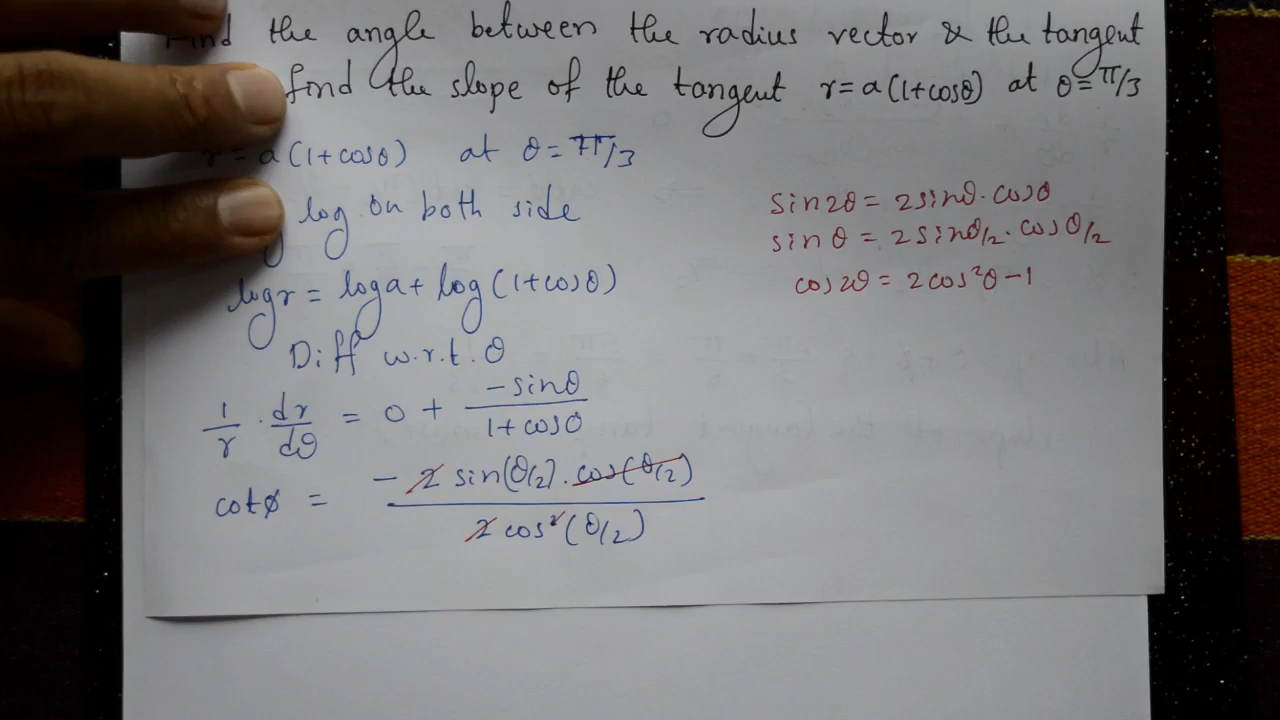 Find the angle between the radius vector & the tangent
find the slope of the tangent r=a(1+cosθ) at θ=π/3
r=a(1+cosθ) at θ=π/3
log on both side
logr = loga+ log(1+cosθ)
Diff w.r.t. θ
1/r · dr/dθ = 0 + -sinθ/1+cosθ
cotφ = -2 sin(θ/2). cos(θ/2)/2 cos²(θ/2)
sin2θ = 2sinθ. cosθ
sinθ = 2sinθ/2. cosθ/2
cos2θ = 2cos²θ-1